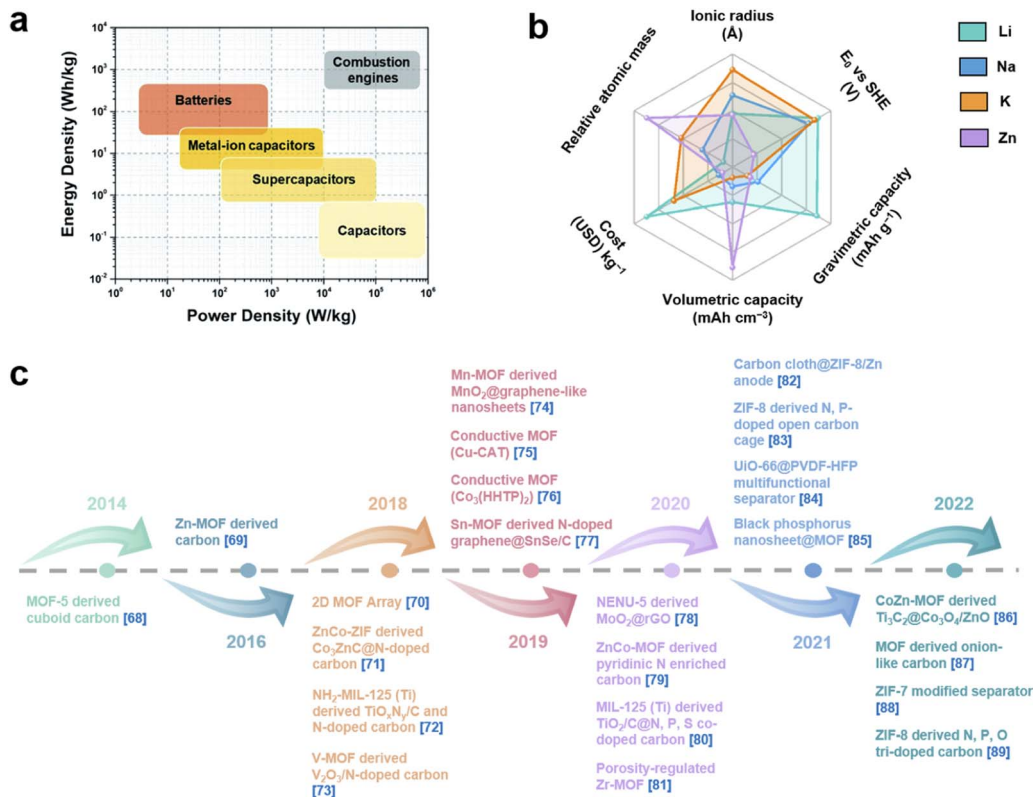 a
Energy Density (Wh/kg)
10⁴
10³
10²
10¹
10⁰
10⁻¹
10⁻²
10⁰
10¹
10²
10³
10⁴
10⁵
10⁶
Power Density (W/kg)
Combustion
engines
Batteries
Metal-ion capacitors
Supercapacitors
Capacitors
b
Ionic radius
(Å)
E₀ vs SHE
(V)
Gravimetric capacity
(mAh g⁻¹)
Volumetric capacity
(mAh cm⁻³)
Cost
(USD) kg⁻¹
Relative atomic mass
Li
Na
K
Zn
c
2014
MOF-5 derived
cuboid carbon [68]
Zn-MOF derived
carbon [69]
2016
2018
2D MOF Array [70]
ZnCo-ZIF derived
Co₃ZnC@N-doped
carbon [71]
NH₂-MIL-125 (Ti)
derived TiOₓNᵧ/C and
N-doped carbon [72]
V-MOF derived
V₂O₃/N-doped carbon
[73]
Mn-MOF derived
MnO₂@graphene-like
nanosheets [74]
Conductive MOF
(Cu-CAT) [75]
Conductive MOF
(Co₃(HHTP)₂) [76]
Sn-MOF derived N-doped
graphene@SnSe/C [77]
2019
2020
NENU-5 derived
MoO₂@rGO [78]
ZnCo-MOF derived
pyridinic N enriched
carbon [79]
MIL-125 (Ti) derived
TiO₂/C@N, P, S co-
doped carbon [80]
Porosity-regulated
Zr-MOF [81]
Carbon cloth@ZIF-8/Zn
anode [82]
ZIF-8 derived N, P-
doped open carbon
cage [83]
UiO-66@PVDF-HFP
multifunctional
separator [84]
Black phosphorus
nanosheet@MOF [85]
2021
2022
CoZn-MOF derived
Ti₃C₂@Co₃O₄/ZnO [86]
MOF derived onion-
like carbon [87]
ZIF-7 modified separator
[88]
ZIF-8 derived N, P, O
tri-doped carbon [89]